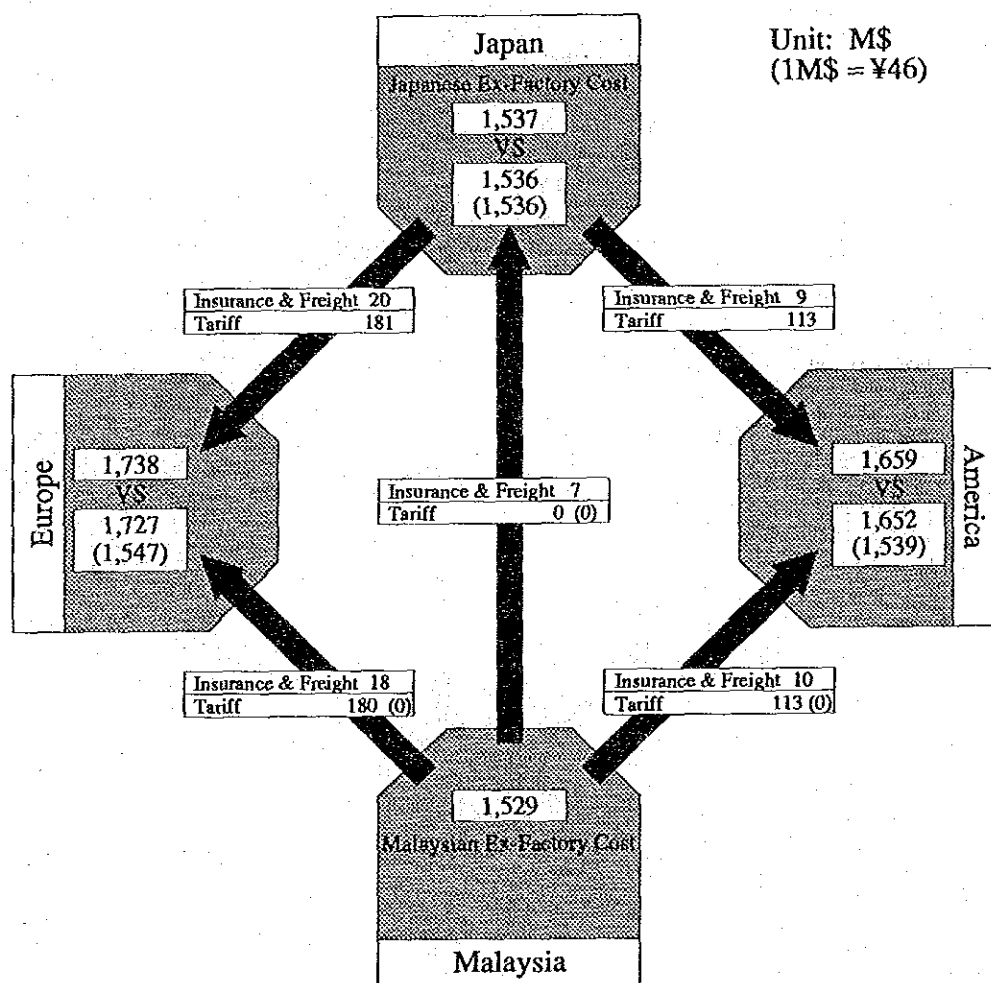 Japan
Unit: M$
(1M$ = ¥46)
Japanese Ex-Factory Cost
1,537
VS
1,536
(1,536)
Insurance & Freight 20
Tariff 181
Insurance & Freight 9
Tariff 113
Europe
1,738
VS
1,727
(1,547)
Insurance & Freight 7
Tariff 0 (0)
America
1,659
VS
1,652
(1,539)
Insurance & Freight 18
Tariff 180 (0)
Insurance & Freight 10
Tariff 113 (0)
1,529
Malaysian Ex-Factory Cost
Malaysia